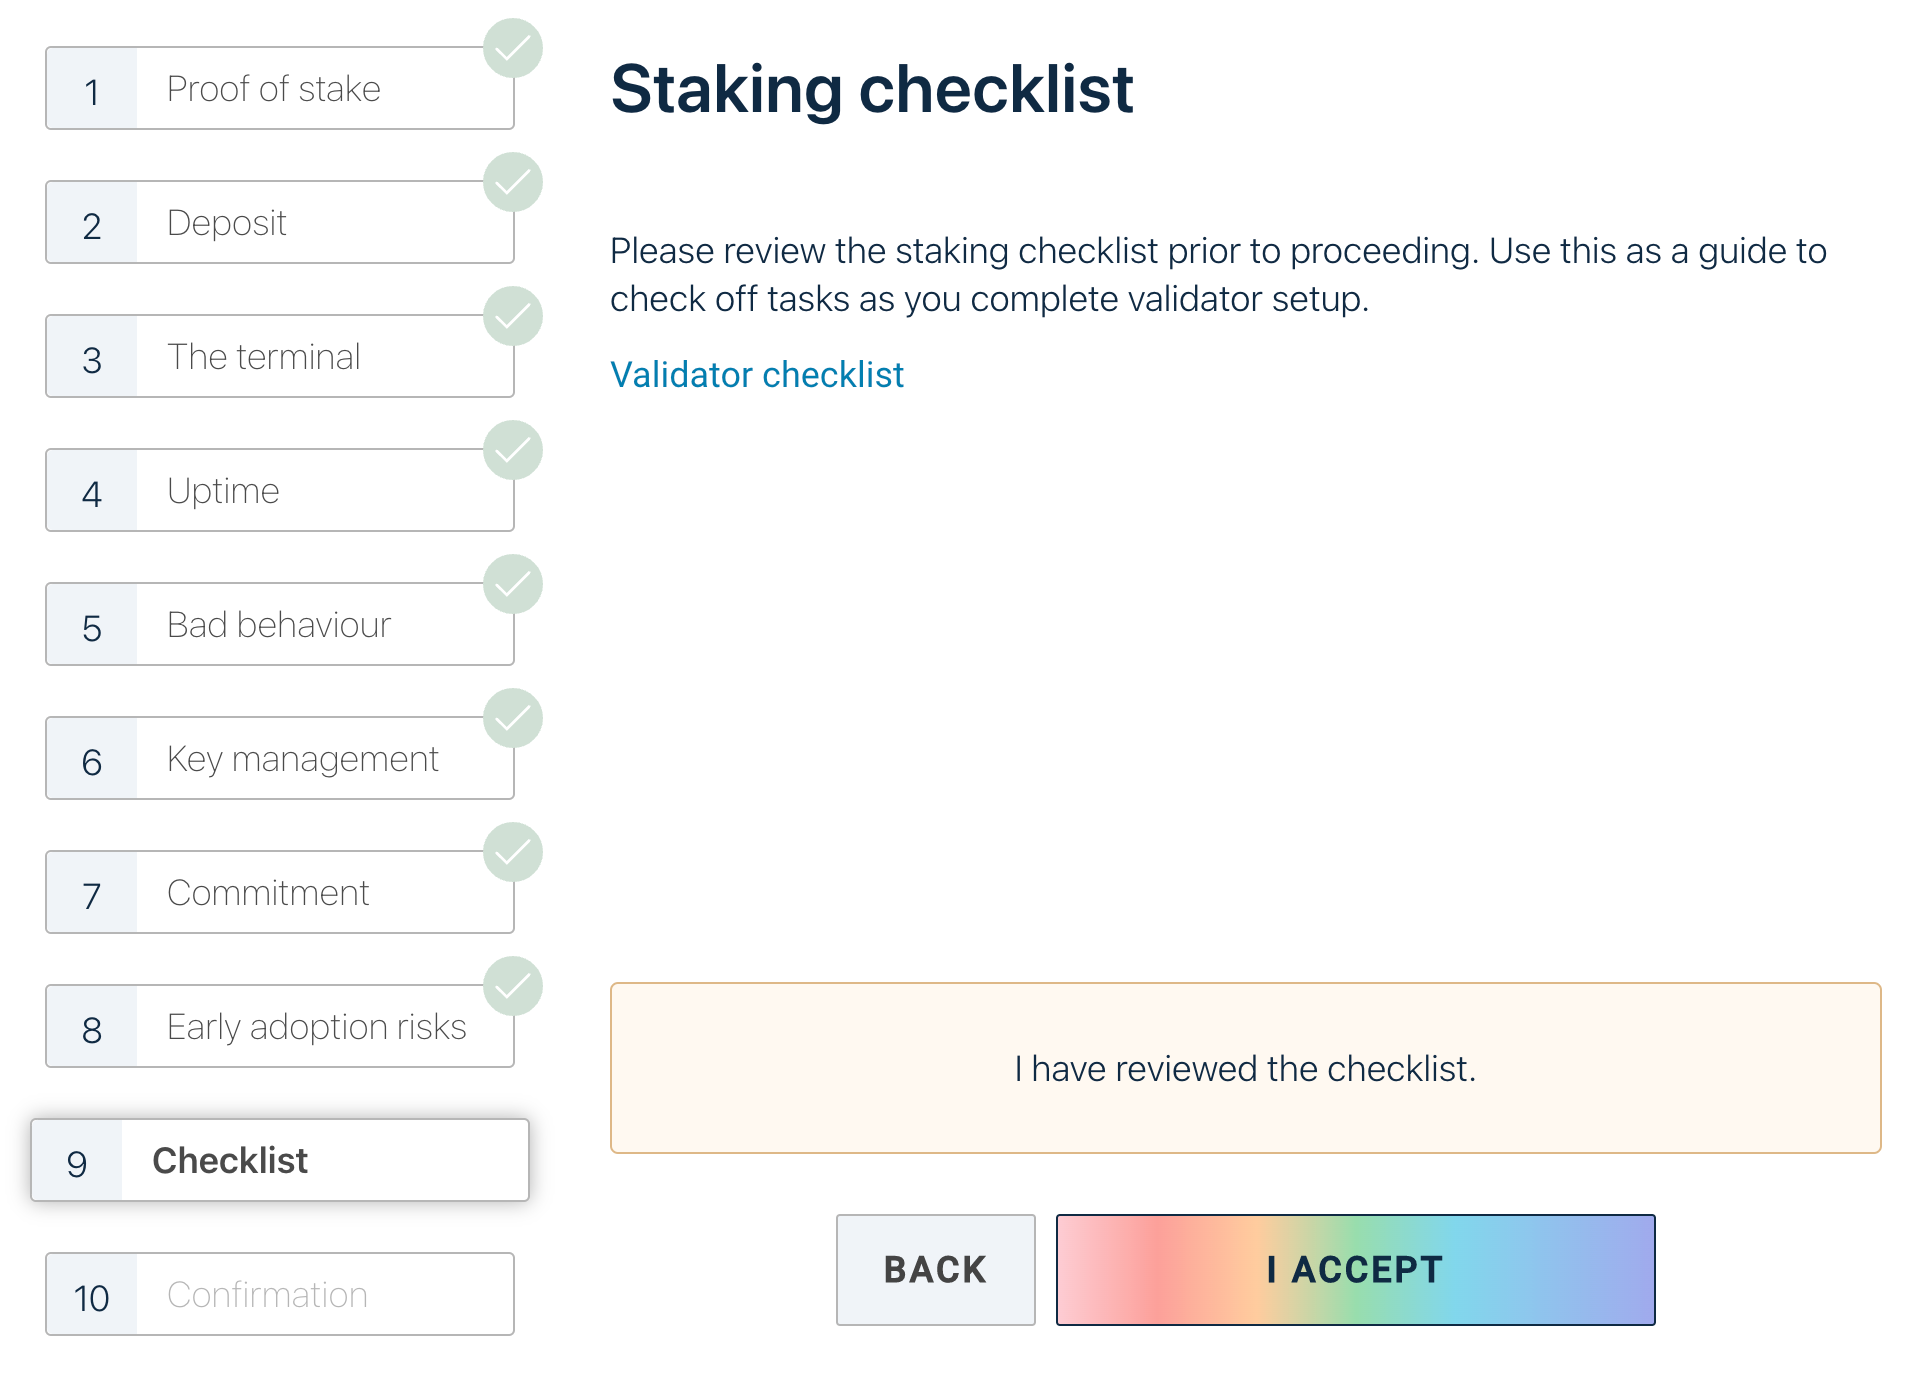 1 Proof of stake
2 Deposit
3 The terminal
4 Uptime
5 Bad behaviour
6 Key management
7 Commitment
8 Early adoption risks
9 Checklist
10 Confirmation
Staking checklist
Please review the staking checklist prior to proceeding. Use this as a guide to
check off tasks as you complete validator setup.
Validator checklist
I have reviewed the checklist.
BACK
I ACCEPT